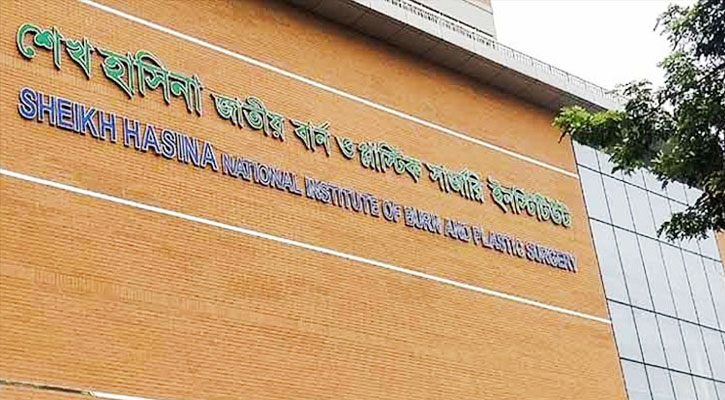 শেখ হাসিনা জাতীয় বার্ন ও প্লাস্টিক সার্জারি ইনস্টিটিউট
SHEIKH HASINA NATIONAL INSTITUTE OF BURN AND PLASTIC SURGERY